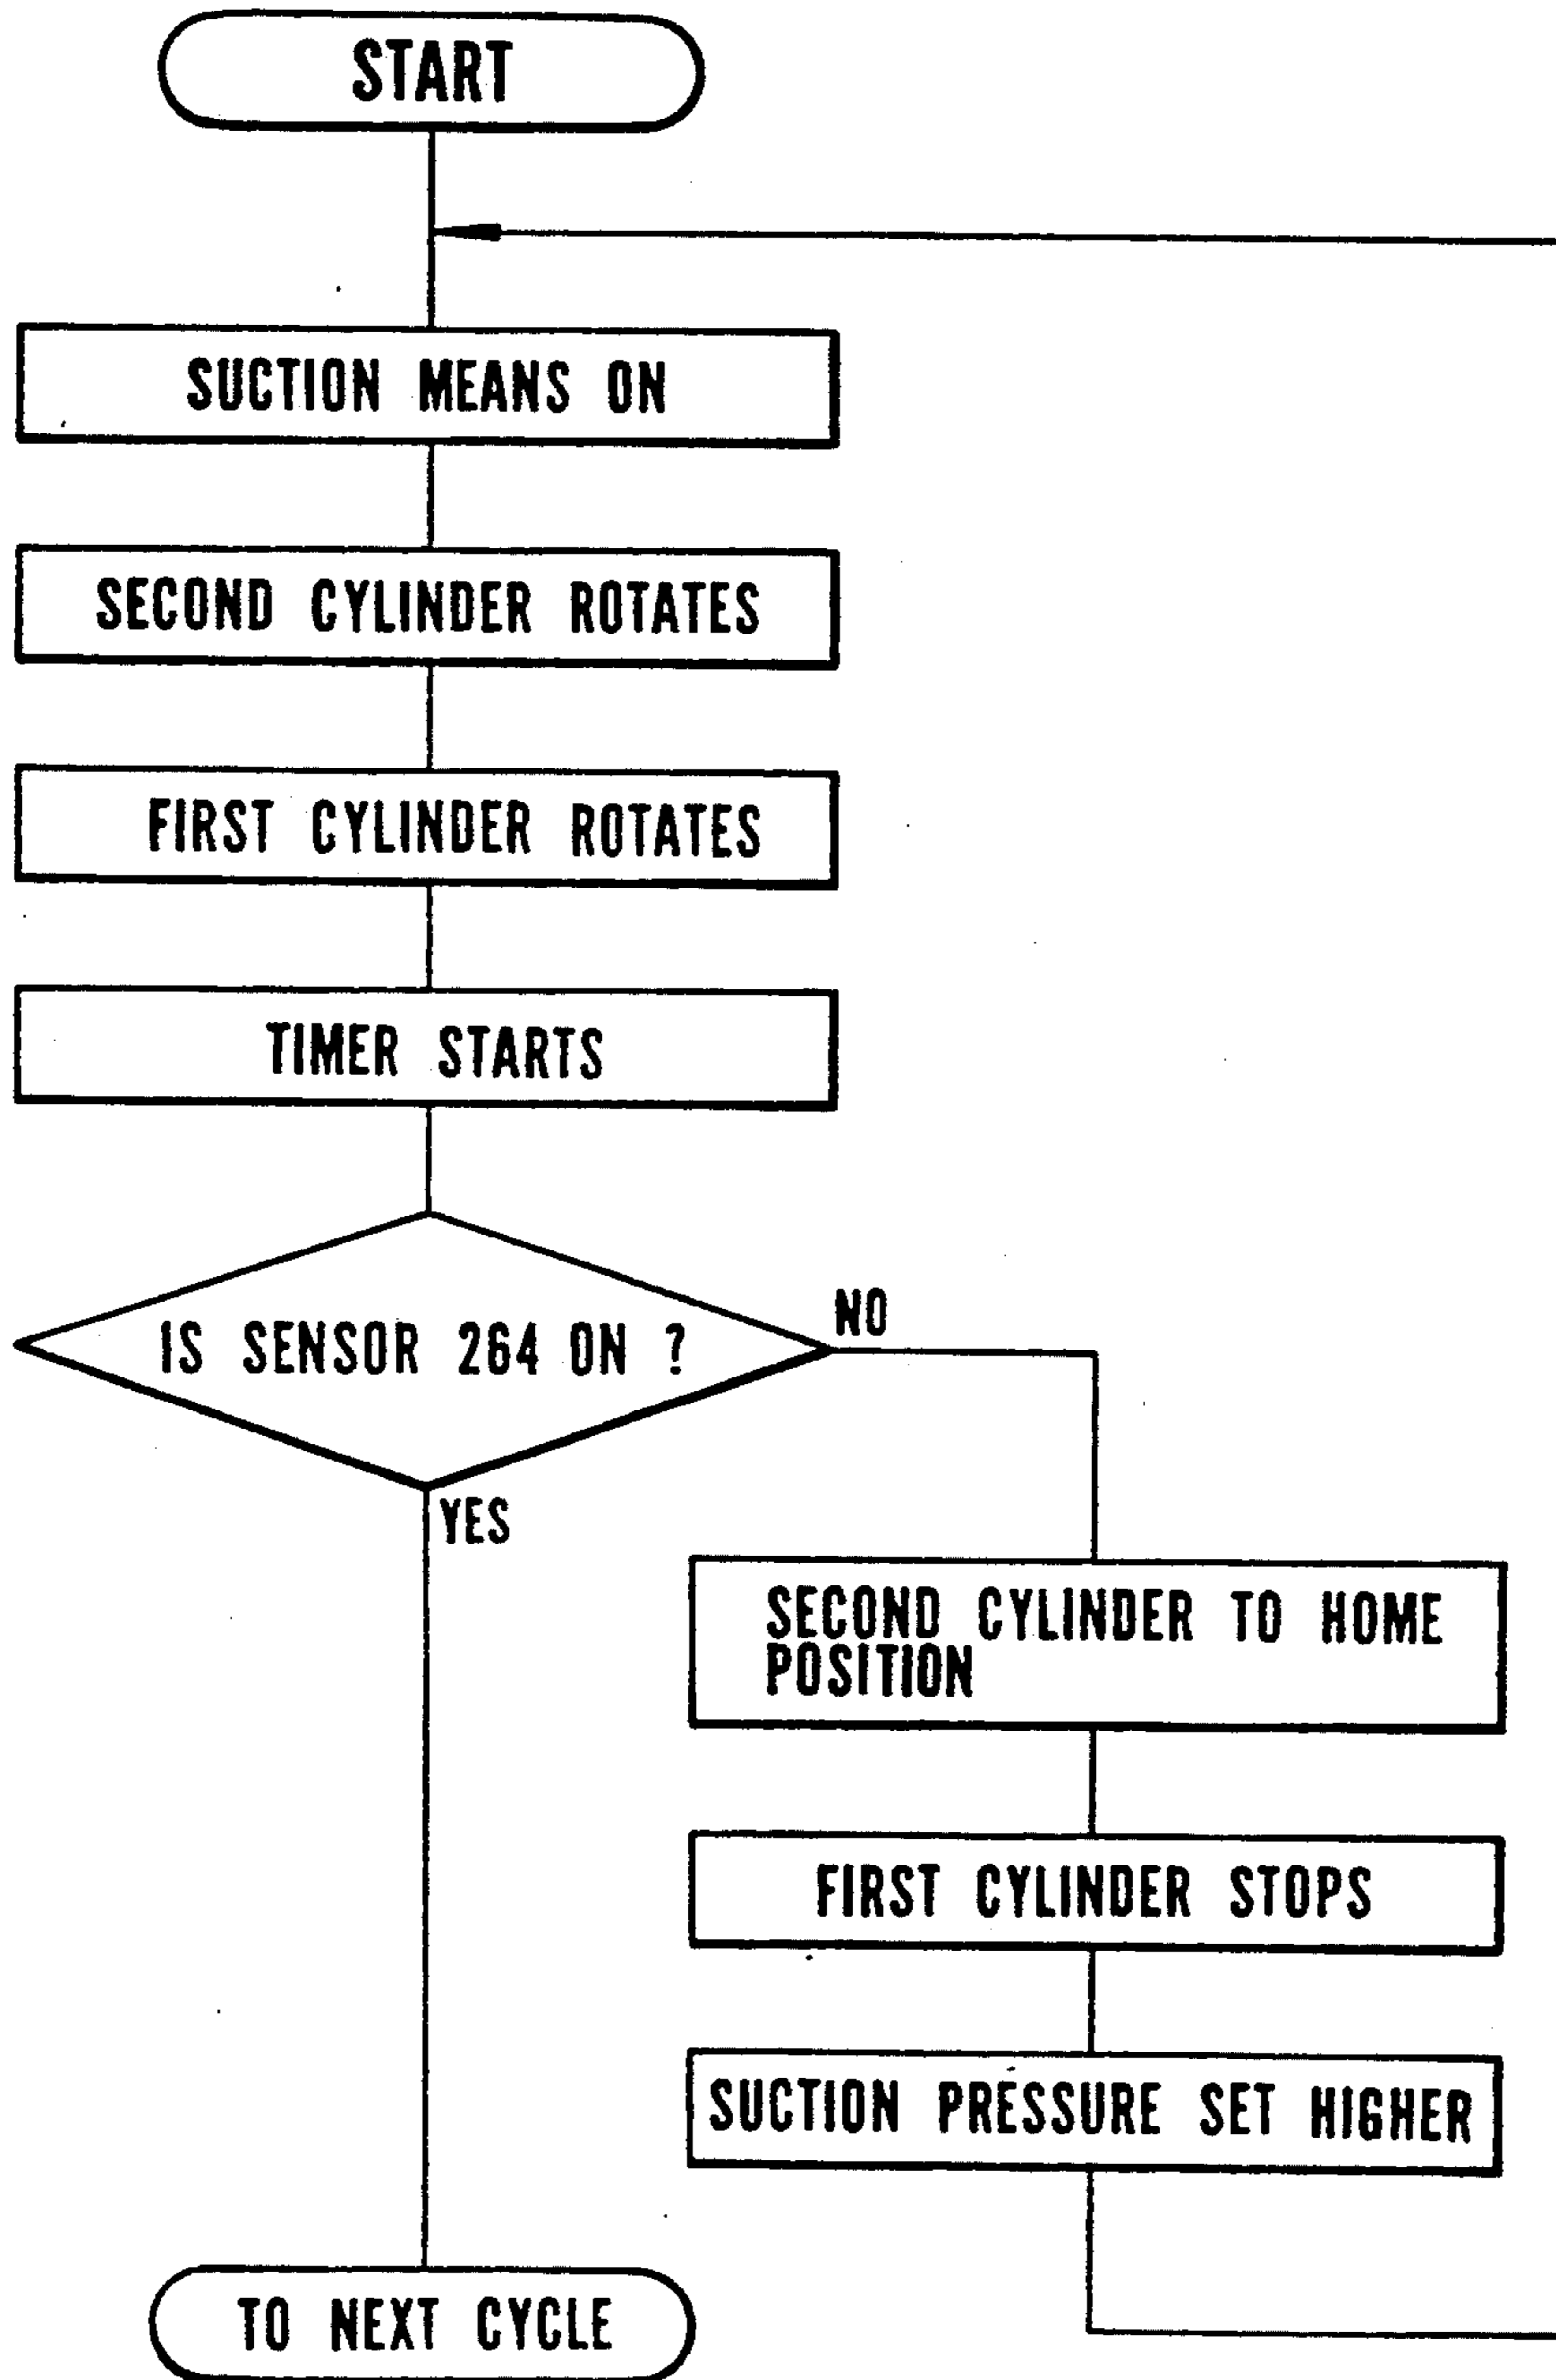 START
SUCTION MEANS ON
SECOND CYLINDER ROTATES
FIRST CYLINDER ROTATES
TIMER STARTS
IS SENSOR 264 ON ?
NO
YES
SECOND CYLINDER TO HOME
POSITION
FIRST CYLINDER STOPS
SUCTION PRESSURE SET HIGHER
TO NEXT CYCLE